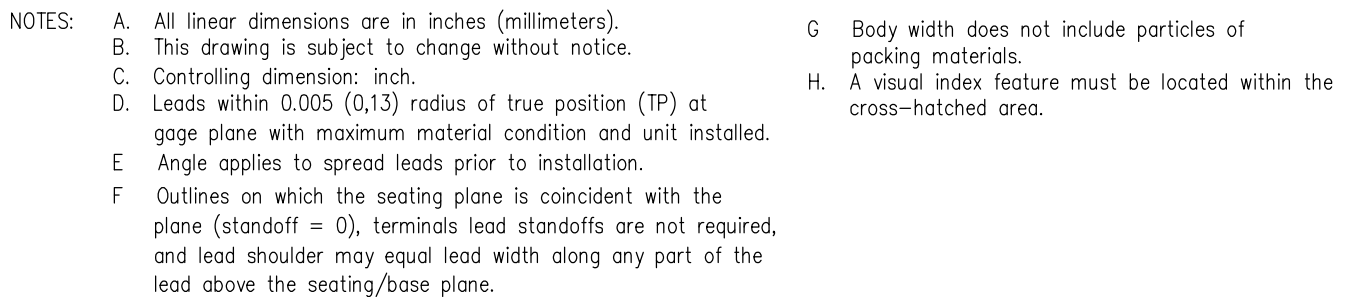 NOTES: A. All linear dimensions are in inches (millimeters).
B. This drawing is subject to change without notice.
C. Controlling dimension: inch.
D. Leads within 0.005 (0,13) radius of true position (TP) at
gage plane with maximum material condition and unit installed.
E Angle applies to spread leads prior to installation.
F Outlines on which the seating plane is coincident with the
plane (standoff = 0), terminals lead standoffs are not required,
and lead shoulder may equal lead width along any part of the
lead above the seating/base plane.
G Body width does not include particles of
packing materials.
H. A visual index feature must be located within the
cross-hatched area.